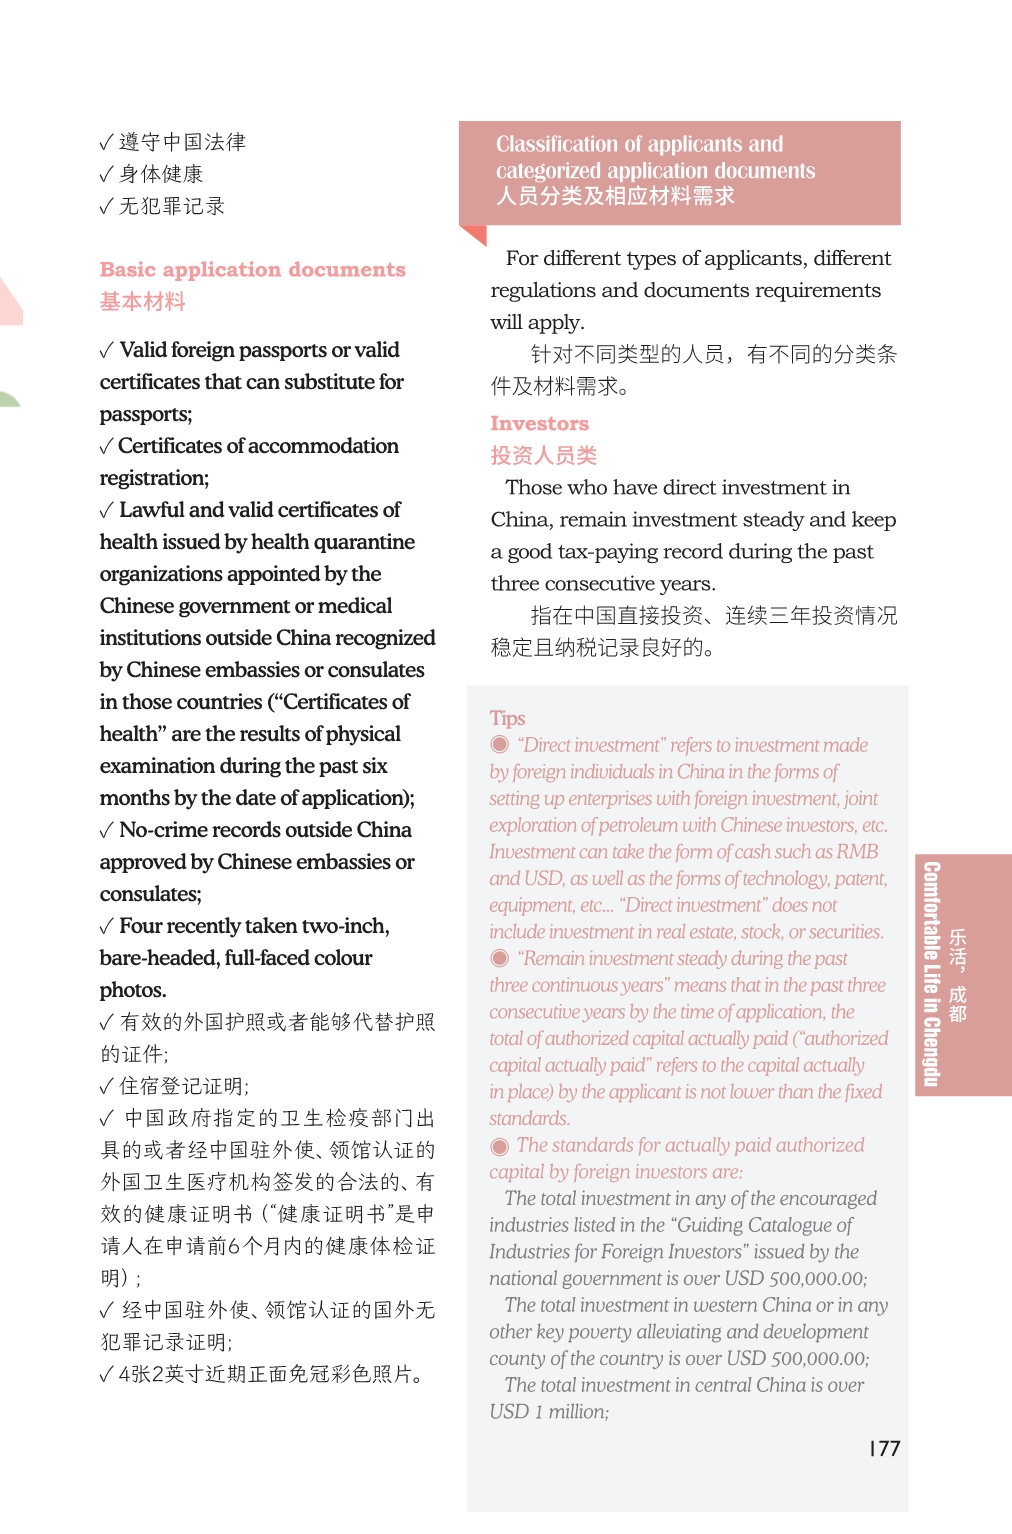 ✓ 遵守中国法律
✓ 身体健康
✓ 无犯罪记录
Basic application documents
基本材料
✓ Valid foreign passports or valid
certificates that can substitute for
passports;
✓ Certificates of accommodation
registration;
✓ Lawful and valid certificates of
health issued by health quarantine
organizations appointed by the
Chinese government or medical
institutions outside China recognized
by Chinese embassies or consulates
in those countries (“Certificates of
health” are the results of physical
examination during the past six
months by the date of application);
✓ No-crime records outside China
approved by Chinese embassies or
consulates;
✓ Four recently taken two-inch,
bare-headed, full-faced colour
photos.
✓ 有效的外国护照或者能够代替护照
的证件;
✓ 住宿登记证明;
✓ 中国政府指定的卫生检疫部门出
具的或者经中国驻外使、领馆认证的
外国卫生医疗机构签发的合法的、有
效的健康证明书（“健康证明书”是申
请人在申请前6个月内的健康体检证
明）;
✓ 经中国驻外使、领馆认证的国外无
犯罪记录证明;
✓ 4张2英寸近期正面免冠彩色照片。
Classification of applicants and
categorized application documents
人员分类及相应材料需求
For different types of applicants, different
regulations and documents requirements
will apply.
针对不同类型的人员，有不同的分类条
件及材料需求。
Investors
投资人员类
Those who have direct investment in
China, remain investment steady and keep
a good tax-paying record during the past
three consecutive years.
指在中国直接投资、连续三年投资情况
稳定且纳税记录良好的。
Tips
◉ “Direct investment” refers to investment made
by foreign individuals in China in the forms of
setting up enterprises with foreign investment, joint
exploration of petroleum with Chinese investors, etc.
Investment can take the form of cash such as RMB
and USD, as well as the forms of technology, patent,
equipment, etc... “Direct investment” does not
include investment in real estate, stock, or securities.
◉ “Remain investment steady during the past
three continuous years” means that in the past three
consecutive years by the time of application, the
total of authorized capital actually paid (“authorized
capital actually paid” refers to the capital actually
in place) by the applicant is not lower than the fixed
standards.
◉ The standards for actually paid authorized
capital by foreign investors are:
The total investment in any of the encouraged
industries listed in the “Guiding Catalogue of
Industries for Foreign Investors” issued by the
national government is over USD 500,000.00;
The total investment in western China or in any
other key poverty alleviating and development
county of the country is over USD 500,000.00;
The total investment in central China is over
USD 1 million;
乐活，成都
Comfortable Life in Chengdu
177